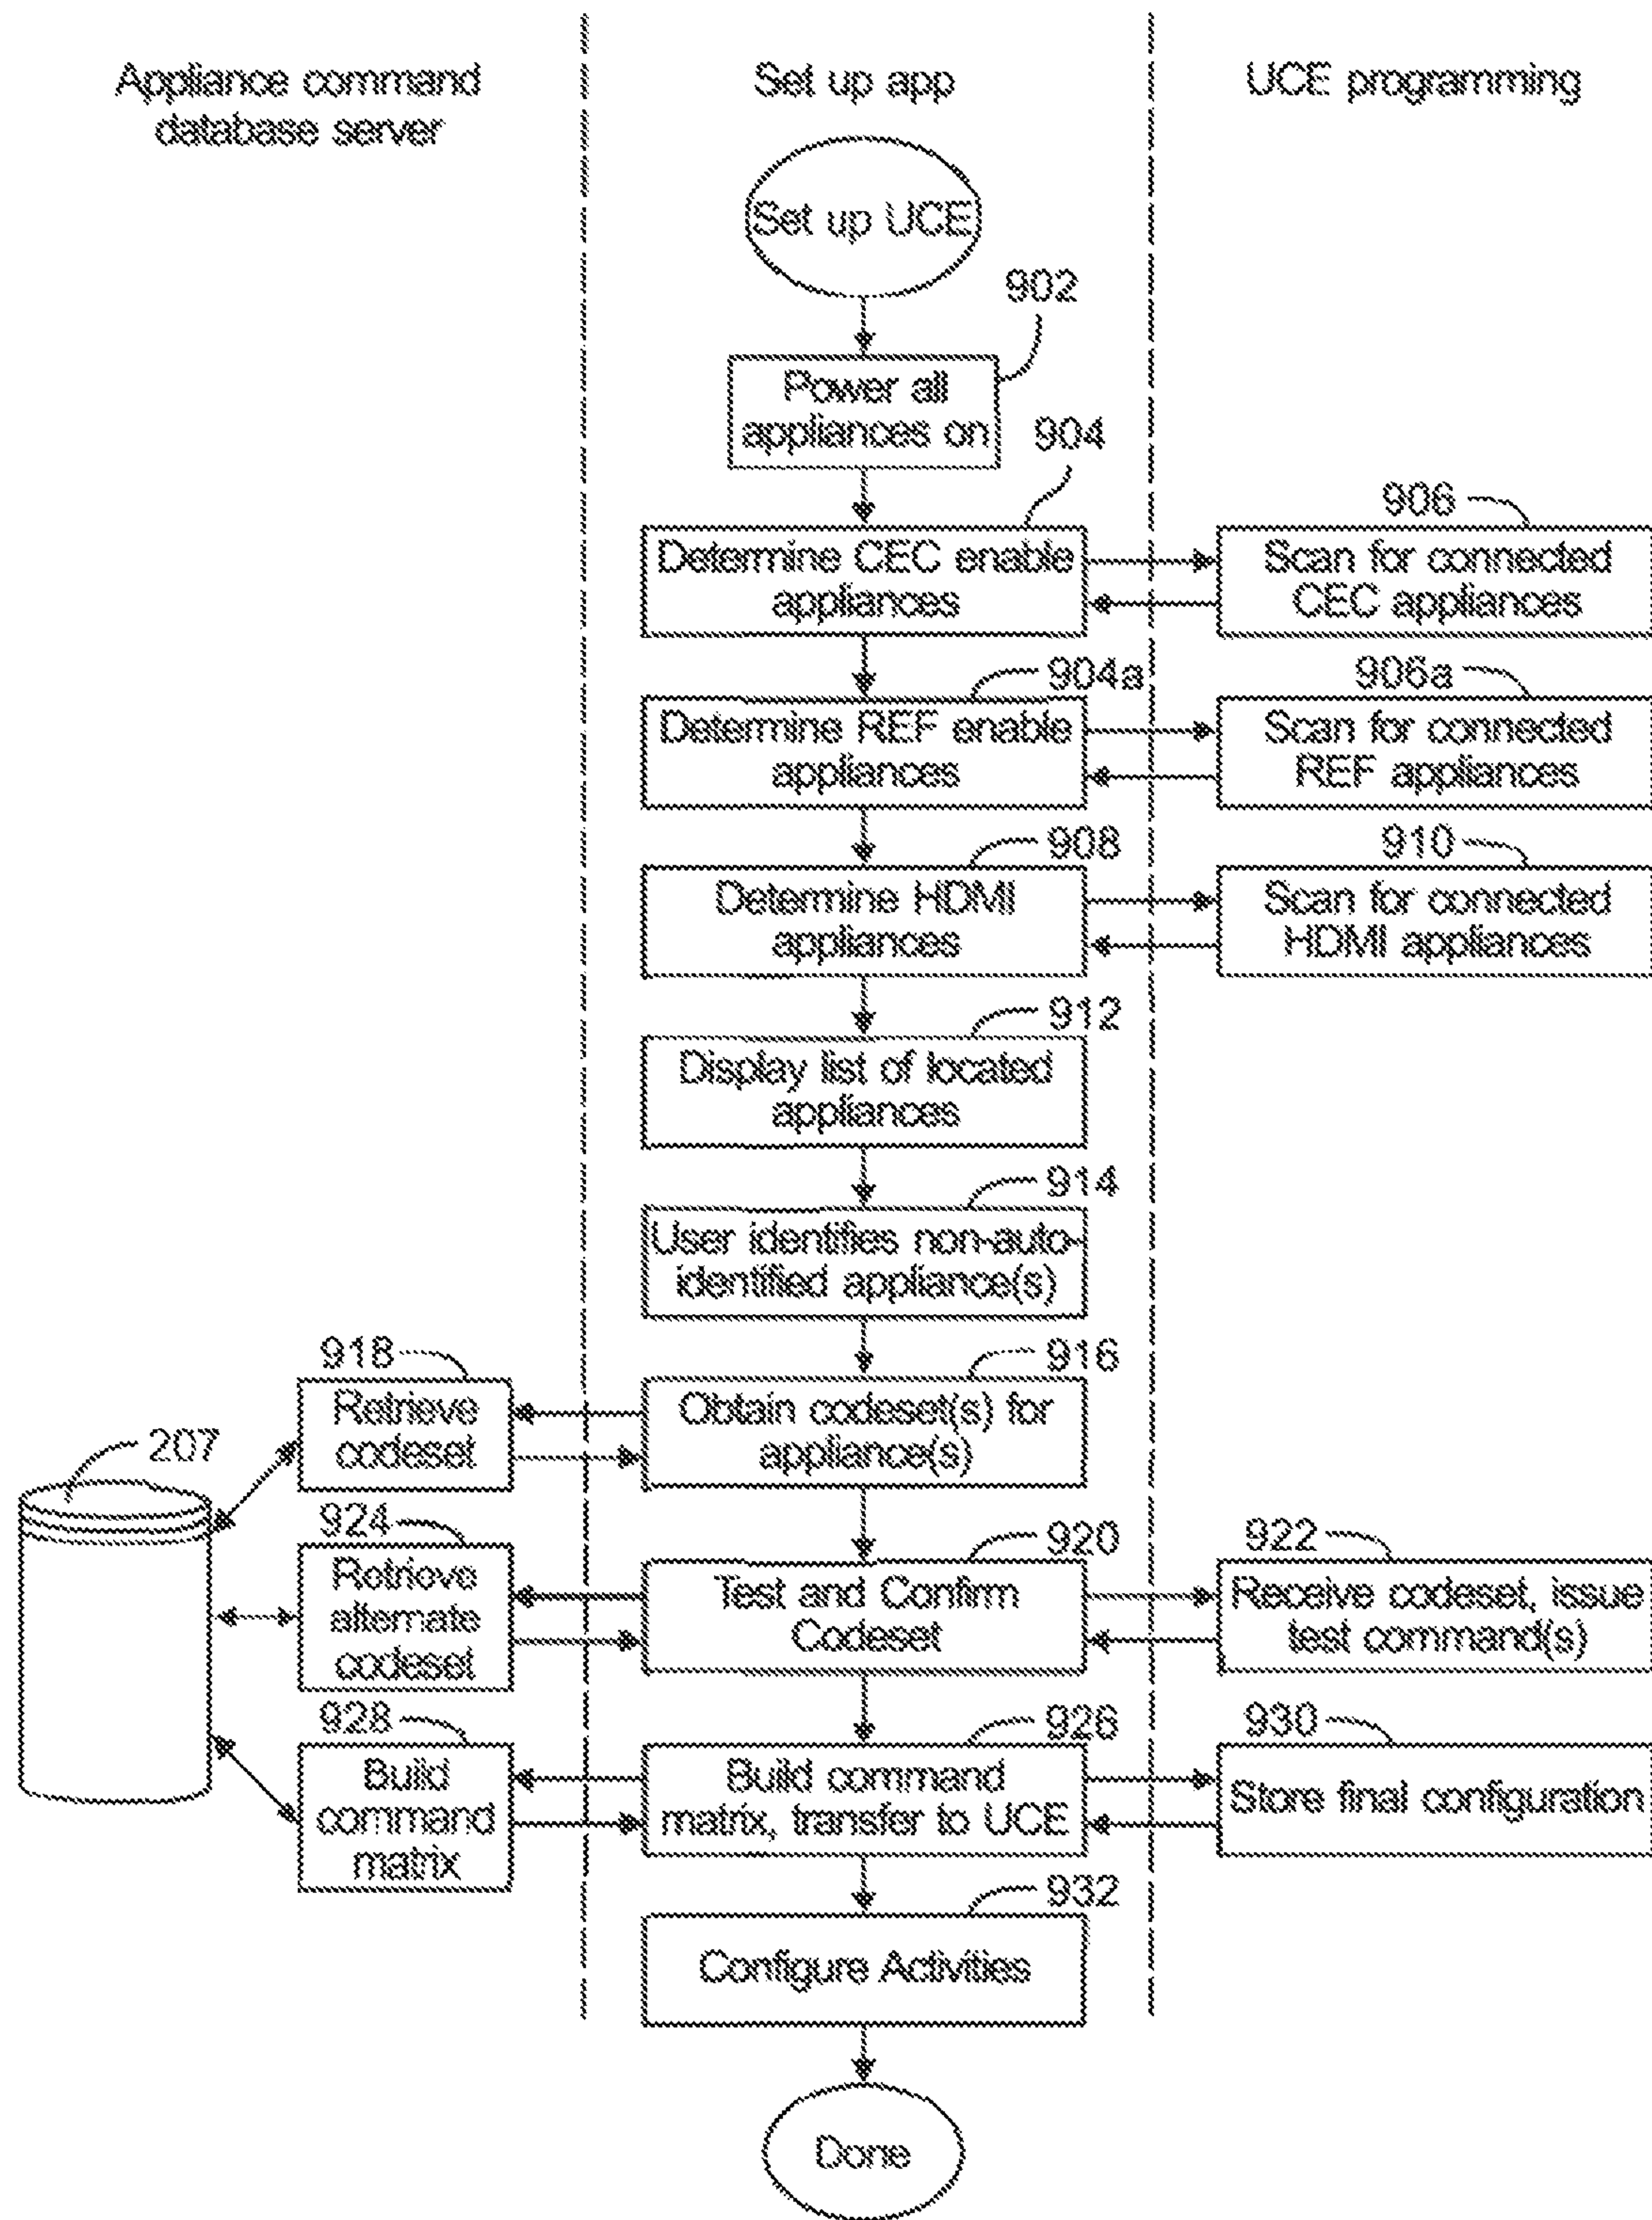 Appliance command
database server
Set up app
UCE programming
Set up UCE
902
Power all
appliances on
904
Determine CEC enable
appliances
906
Scan for connected
CEC appliances
904a
Determine REF enable
appliances
906a
Scan for connected
REF appliances
908
Determine HDMI
appliances
910
Scan for connected
HDMI appliances
912
Display list of located
appliances
914
User identifies non-auto-
identified appliance(s)
918
Retrieve
codeset
916
Obtain codeset(s) for
appliance(s)
207
924
Retrieve
alternate
codeset
920
Test and Confirm
Codeset
922
Receive codeset, issue
test command(s)
928
Build
command
matrix
926
Build command
matrix, transfer to UCE
930
Store final configuration
932
Configure Activities
Done